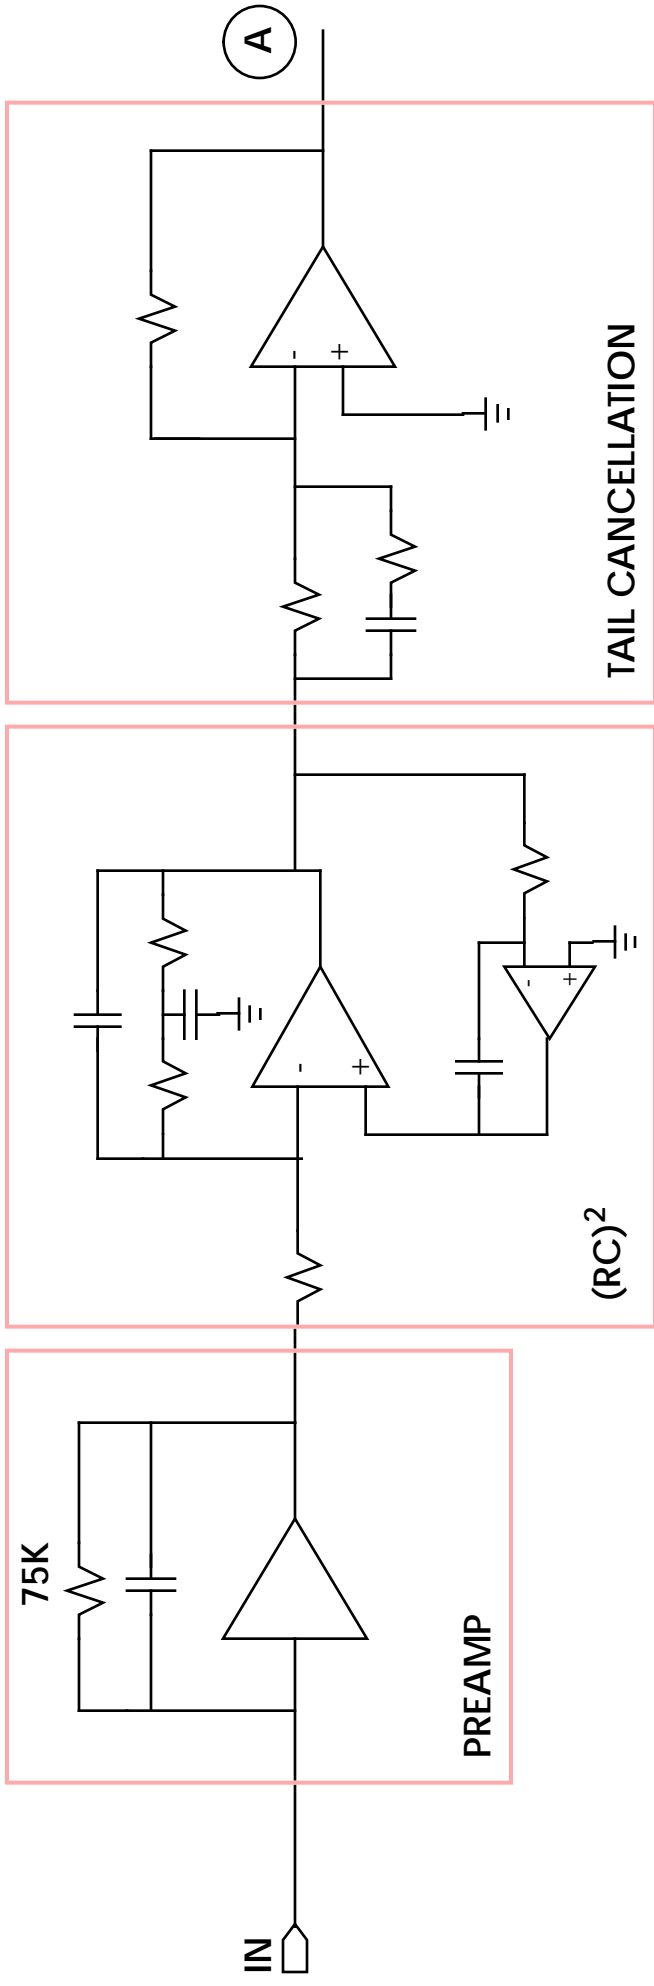 IN
75K
PREAMP
- +
(RC)²
- +
TAIL CANCELLATION
- +
A